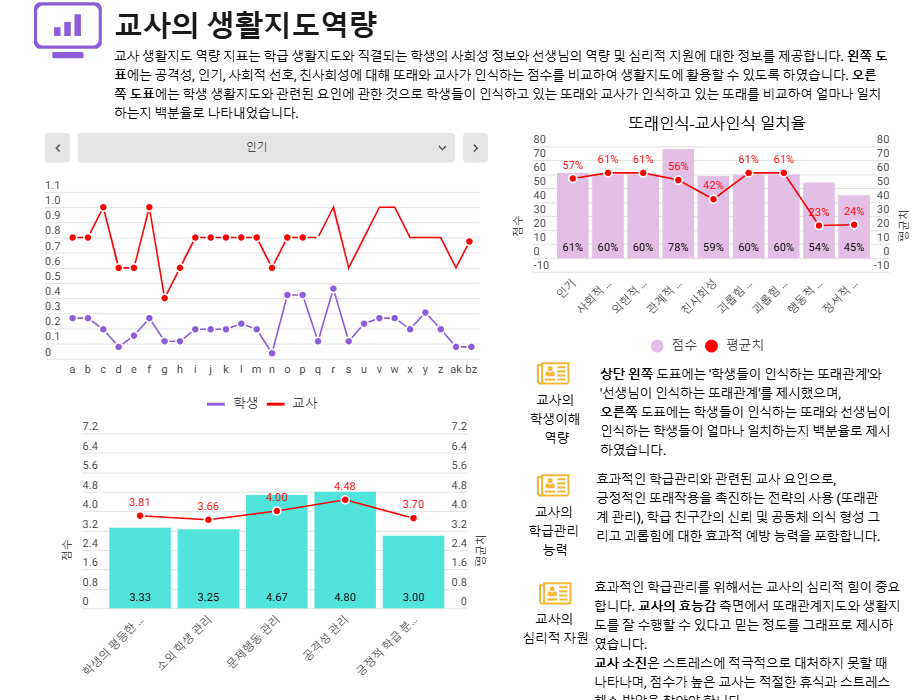 교사의 생활지도역량
교사 생활지도 역량 지표는 학급 생활지도와 직결되는 학생의 사회성 정보와 선생님의 역량 및 심리적 지원에 대한 정보를 제공합니다. 왼쪽 도
표에는 공격성, 인기, 사회적 선호, 친사회성에 대해 또래와 교사가 인식하는 점수를 비교하여 생활지도에 활용할 수 있도록 하였습니다. 오른
쪽 도표에는 학생 생활지도와 관련된 요인에 관한 것으로 학생들이 인식하고 있는 또래와 교사가 인식하고 있는 또래를 비교하여 얼마나 일치
하는지 백분율로 나타내었습니다.
인기
1.1
1.0
0.9
0.8
0.7
0.6
0.5
0.4
0.3
0.2
0.1
0
a b c d e f g h i j k l m n o p q r s t v w x y z ak bz
학생 교사
또래인식-교사인식 일치율
80 80
70 70
60 60
50 50
40 40
30 30
20 20
10 10
0 0
-10 -10
점수
평균치
57% 61% 61% 56% 42% 61% 61% 23% 24%
61% 60% 60% 78% 59% 60% 60% 54% 45%
인기 사회적 ... 외현적 ... 관계적 ... 친사회성 괴롭힘 ... 괴롭힘 ... 행동적 ... 정서적 ...
점수 평균치
7.2 7.2
6.4 6.4
5.6 5.6
4.8 4.8
4.0 4.0
3.2 3.2
2.4 2.4
1.6 1.6
0.8 0.8
0 0
점수
평균치
3.81 3.66 4.00 4.48 3.70
3.33 3.25 4.67 4.80 3.00
학생의 평등한 ... 소외 학생 관리 문제행동 관리 공격성 관리 긍정적 학급 분...
교사의
학생이해
역량
상단 왼쪽 도표에는 '학생들이 인식하는 또래관계'와
'선생님이 인식하는 또래관계'를 제시했으며,
오른쪽 도표에는 학생들이 인식하는 또래와 선생님이
인식하는 학생들이 얼마나 일치하는지 백분율로 제시
하였습니다.
교사의
학급관리
능력
효과적인 학급관리와 관련된 교사 요인으로,
긍정적인 또래작용을 촉진하는 전략의 사용 (또래관
계 관리), 학급 친구간의 신뢰 및 공동체 의식 형성 그
리고 괴롭힘에 대한 효과적 예방 능력을 포함합니다.
교사의
심리적 자원
효과적인 학급관리를 위해서는 교사의 심리적 힘이 중요
합니다. 교사의 효능감 측면에서 또래관계지도와 생활지
도를 잘 수행할 수 있다고 믿는 정도를 그래프로 제시하
였습니다.
교사 소진은 스트레스에 적극적으로 대처하지 못할 때
나타나며, 점수가 높은 교사는 적절한 휴식과 스트레스